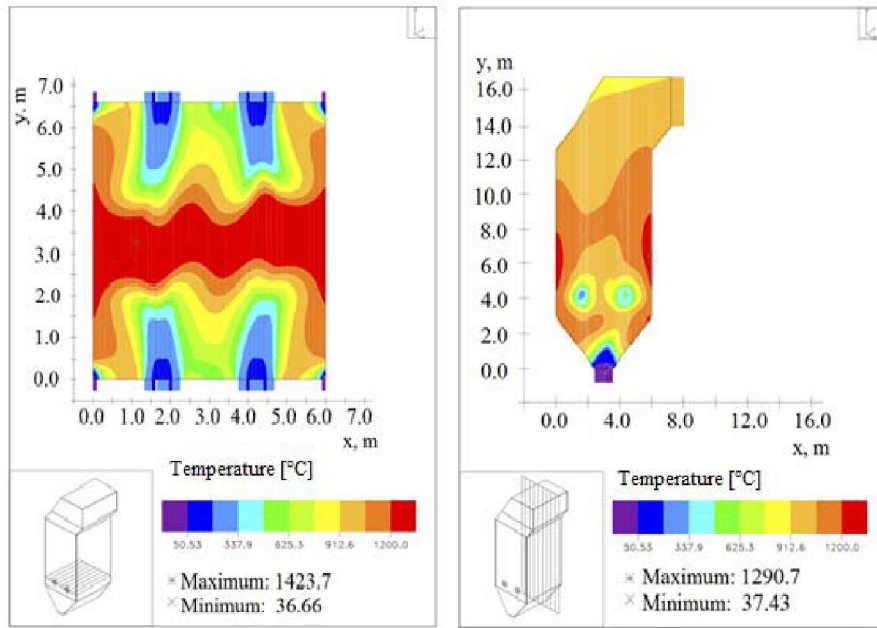 y, m
7.0
6.0
5.0
4.0
3.0
2.0
1.0
0.0
0.0 1.0 2.0 3.0 4.0 5.0 6.0 7.0
x, m
Temperature [°C]
50.53 337.9 625.3 912.6 1200.0
Maximum: 1423.7
Minimum: 36.66
y, m
16.0
14.0
12.0
10.0
8.0
6.0
4.0
2.0
0.0
0.0 4.0 8.0 12.0 16.0
x, m
Temperature [°C]
50.53 337.9 625.3 912.6 1200.0
Maximum: 1290.7
Minimum: 37.43